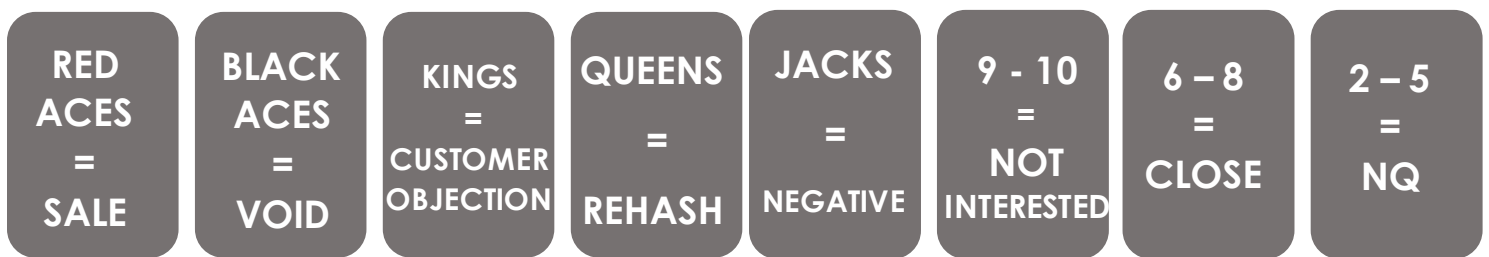 RED
ACES
=
SALE
BLACK
ACES
=
VOID
KINGS
=
CUSTOMER
OBJECTION
QUEENS
=
REHASH
JACKS
=
NEGATIVE
9 - 10
=
NOT
INTERESTED
6 – 8
=
CLOSE
2 – 5
=
NQ